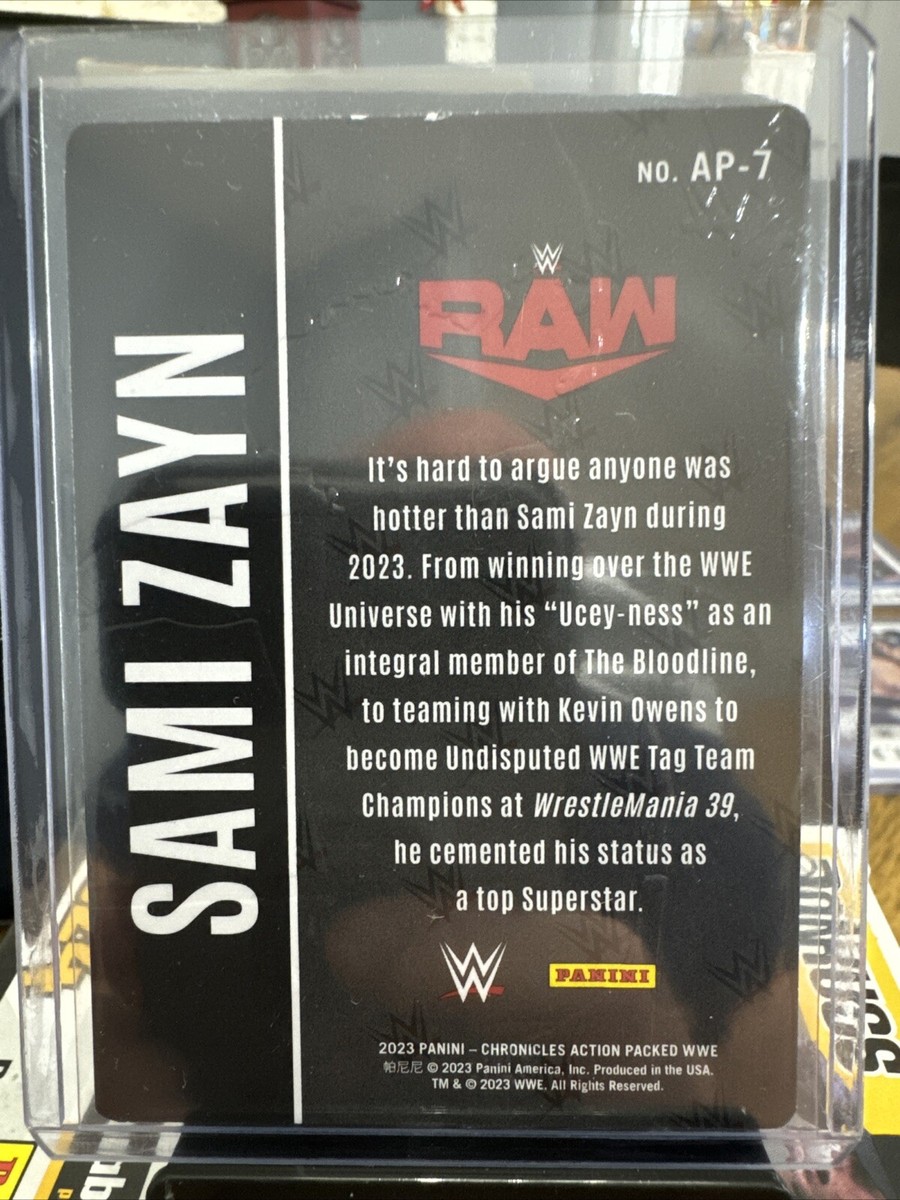 NO. AP-7
W
RAW
SAMI ZAYN
It's hard to argue anyone was
hotter than Sami Zayn during
2023. From winning over the WWE
Universe with his “Ucey-ness” as an
integral member of The Bloodline,
to teaming with Kevin Owens to
become Undisputed WWE Tag Team
Champions at WrestleMania 39,
he cemented his status as
a top Superstar.
W
PANINI
2023 PANINI – CHRONICLES ACTION PACKED WWE
帕尼尼 © 2023 Panini America, Inc. Produced in the USA.
TM & © 2023 WWE. All Rights Reserved.